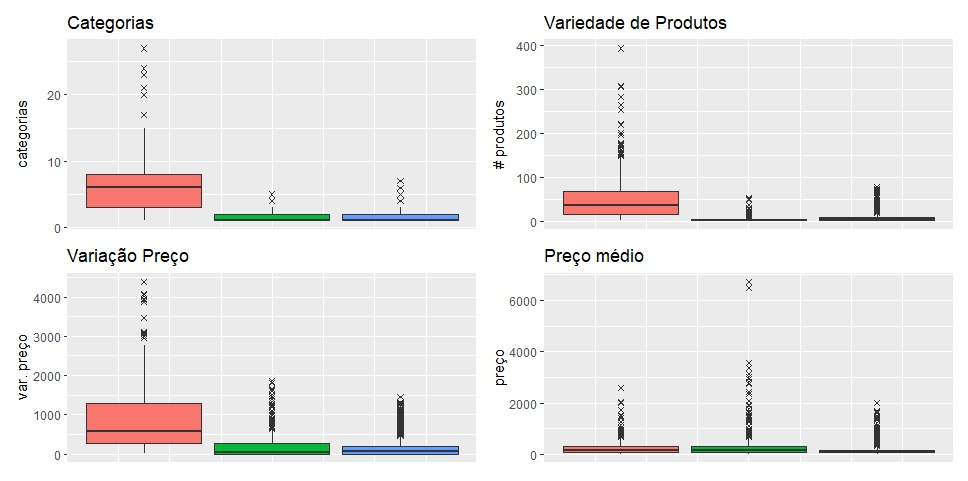 Categorias
categorias
20
10
0
Variedade de Produtos
# produtos
400
300
200
100
0
Variação Preço
var. preço
4000
3000
2000
1000
0
Preço médio
preço
6000
4000
2000
0